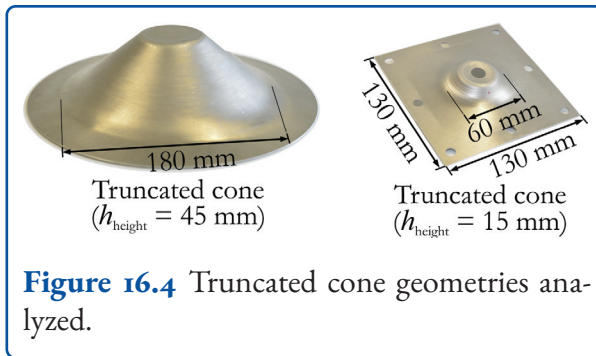 180 mm
Truncated cone
(h_height = 45 mm)
130 mm
60 mm
130 mm
Truncated cone
(h_height = 15 mm)
Figure 16.4 Truncated cone geometries ana-
lyzed.